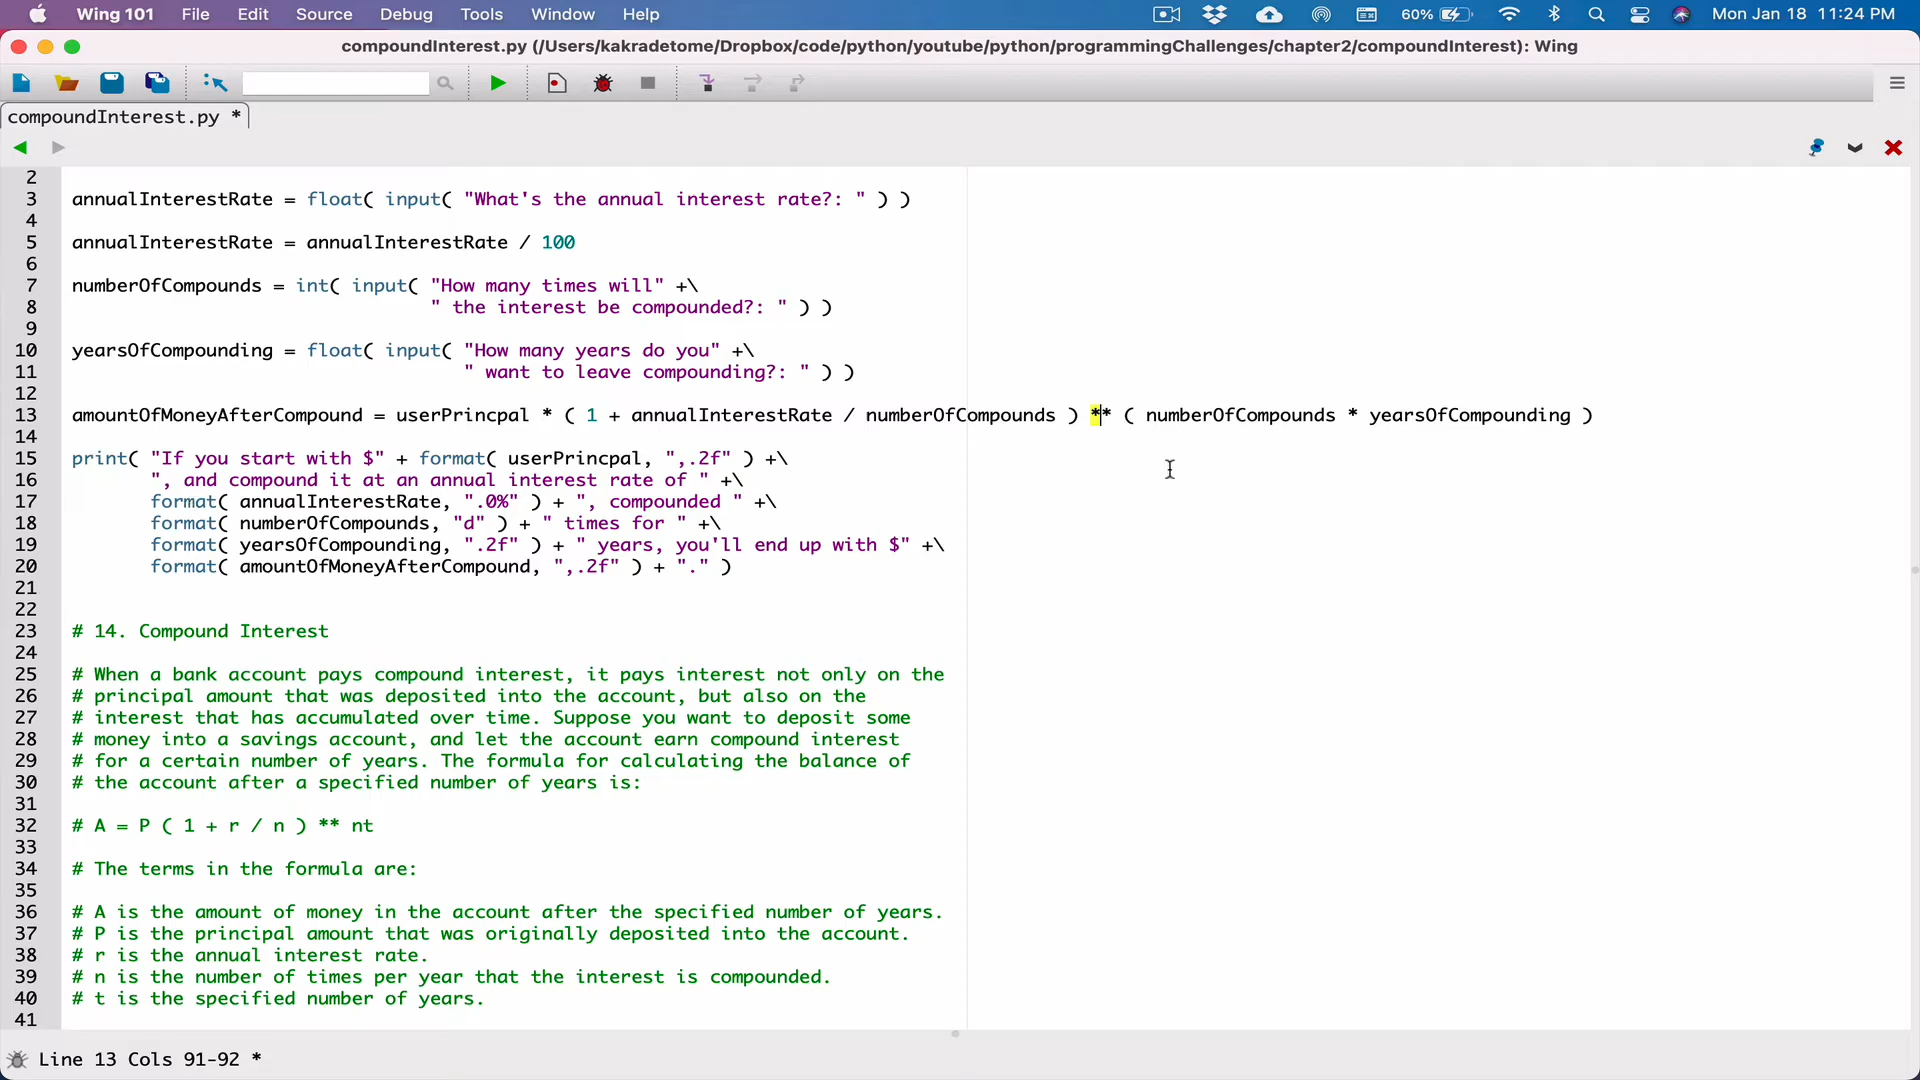 Wing 101 File Edit Source Debug Tools Window Help 60% Mon Jan 18 11:24 PM
compoundInterest.py (/Users/kakradetome/Dropbox/code/python/youtube/python/programmingChallenges/chapter2/compoundInterest): Wing
compoundInterest.py *
2
3 annualInterestRate = float( input( "What's the annual interest rate?: " ) )
4
5 annualInterestRate = annualInterestRate / 100
6
7 numberOfCompounds = int( input( "How many times will" +\
8 " the interest be compounded?: " ) )
9
10 yearsOfCompounding = float( input( "How many years do you" +\
11 " want to leave compounding?: " ) )
12
13 amountOfMoneyAfterCompound = userPrincpal * ( 1 + annualInterestRate / numberOfCompounds ) ** ( numberOfCompounds * yearsOfCompounding )
14
15 print( "If you start with $" + format( userPrincpal, ",.2f" ) +\
16 ", and compound it at an annual interest rate of " +\
17 format( annualInterestRate, ".0%" ) + ", compounded " +\
18 format( numberOfCompounds, "d" ) + " times for " +\
19 format( yearsOfCompounding, ".2f" ) + " years, you'll end up with $" +\
20 format( amountOfMoneyAfterCompound, ",.2f" ) + "." )
21
22
23 # 14. Compound Interest
24
25 # When a bank account pays compound interest, it pays interest not only on the
26 # principal amount that was deposited into the account, but also on the
27 # interest that has accumulated over time. Suppose you want to deposit some
28 # money into a savings account, and let the account earn compound interest
29 # for a certain number of years. The formula for calculating the balance of
30 # the account after a specified number of years is:
31
32 # A = P ( 1 + r / n ) ** nt
33
34 # The terms in the formula are:
35
36 # A is the amount of money in the account after the specified number of years.
37 # P is the principal amount that was originally deposited into the account.
38 # r is the annual interest rate.
39 # n is the number of times per year that the interest is compounded.
40 # t is the specified number of years.
41
Line 13 Cols 91-92 *